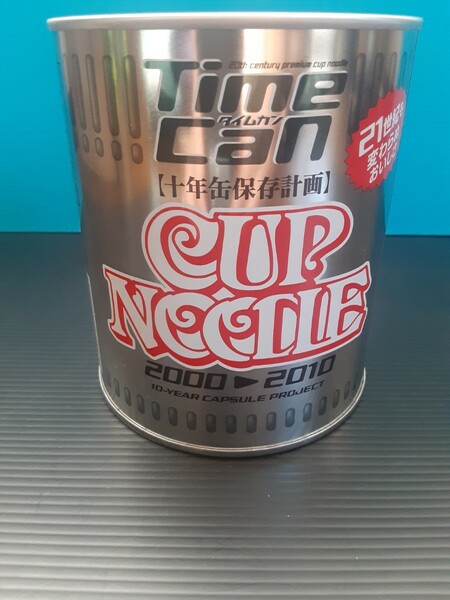 20th century premium cup noodle
Time
タイムカン
Can
21世紀も
変わらぬ
おいし
【十年缶保存計画】
CUP
NOODLE
2000▶2010
10-YEAR CAPSULE PROJECT